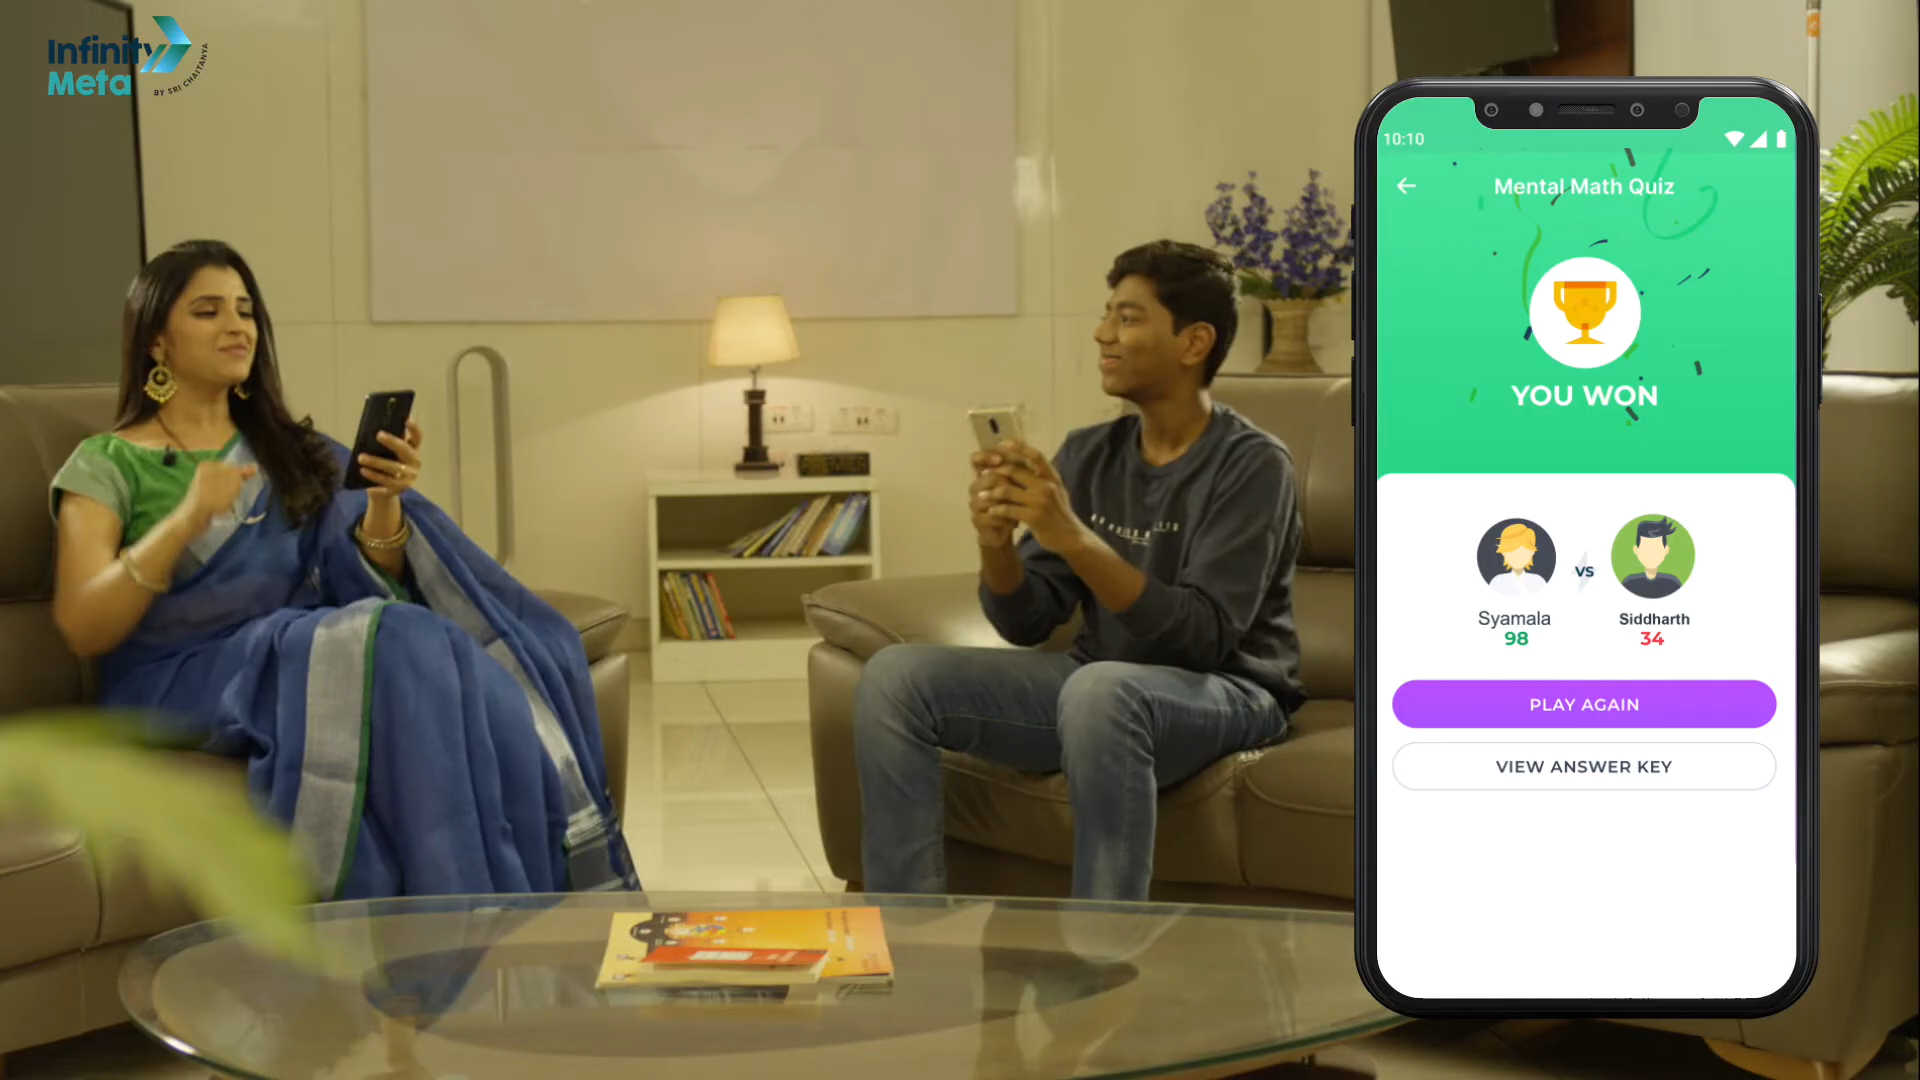 Infinity
Meta
BY SRI CHAITANYA
10:10
Mental Math Quiz
YOU WON
VS
Syamala
98
Siddharth
34
PLAY AGAIN
VIEW ANSWER KEY